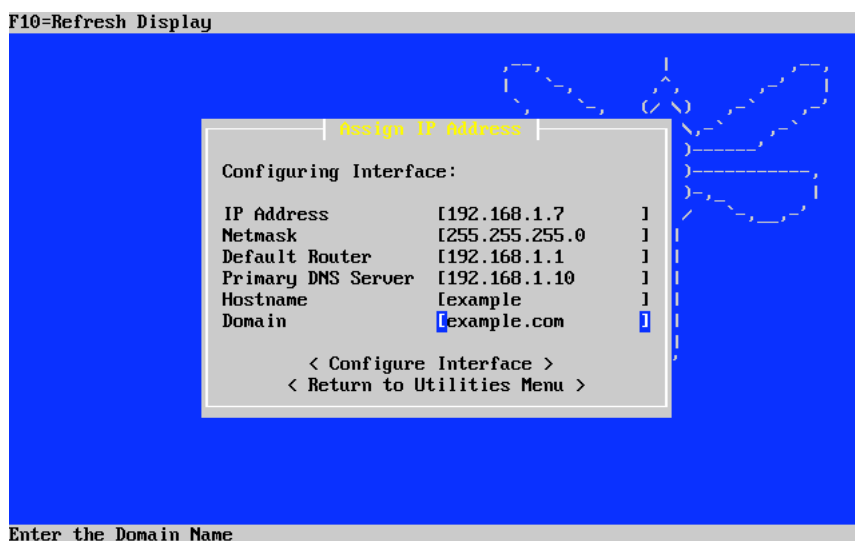 F10=Refresh Display
Assign IP Address
Configuring Interface:
IP Address [192.168.1.7 ]
Netmask [255.255.255.0 ]
Default Router [192.168.1.1 ]
Primary DNS Server [192.168.1.10 ]
Hostname [example ]
Domain [example.com ]
< Configure Interface >
< Return to Utilities Menu >
Enter the Domain Name